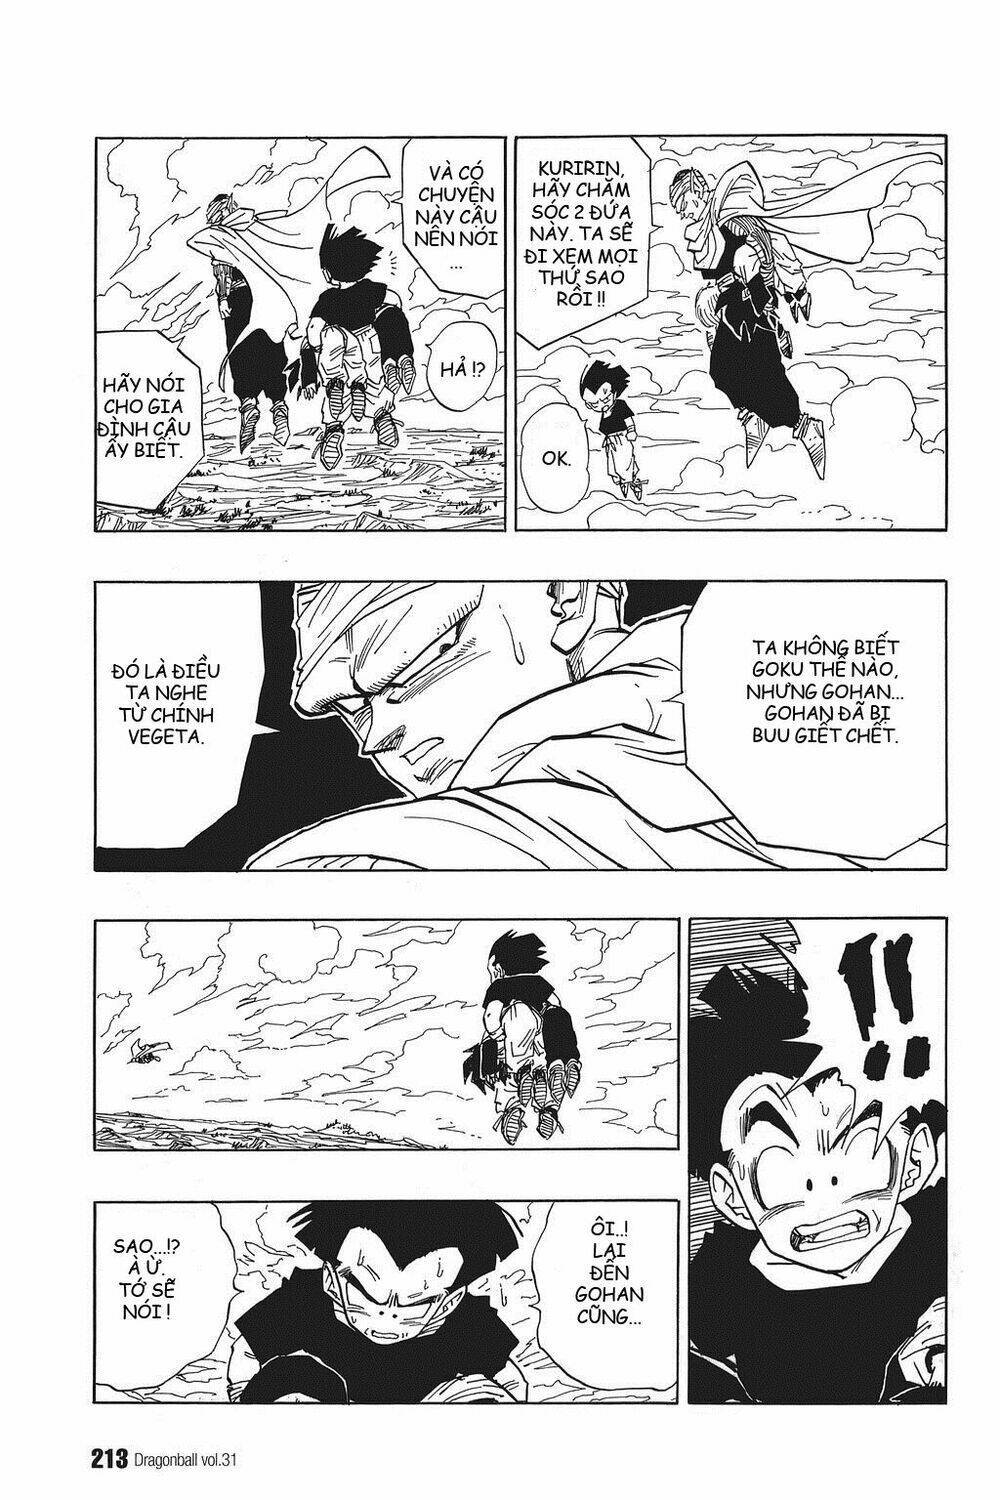 KURIRIN,
HÃY CHĂM
SÓC 2 ĐỨA
NÀY. TA SẼ
ĐI XEM MỌI
THỨ SAO
RỒI !!
OK.
VÀ CÓ
CHUYỆN
NÀY CẬU
NÊN NÓI
...
HẢ !?
HÃY NÓI
CHO GIA
ĐÌNH CẬU
ẤY BIẾT.
TA KHÔNG BIẾT
GOKU THẾ NÀO,
NHƯNG GOHAN...
GOHAN ĐÃ BỊ
BUU GIẾT CHẾT.
ĐÓ LÀ ĐIỀU
TA NGHE
TỪ CHÍNH
VEGETA.
!!
ÔI..!
LẠI
ĐẾN
GOHAN
CŨNG...
SAO...!?
À Ừ.
TỚ SẼ
NÓI !
213 Dragonball vol.31